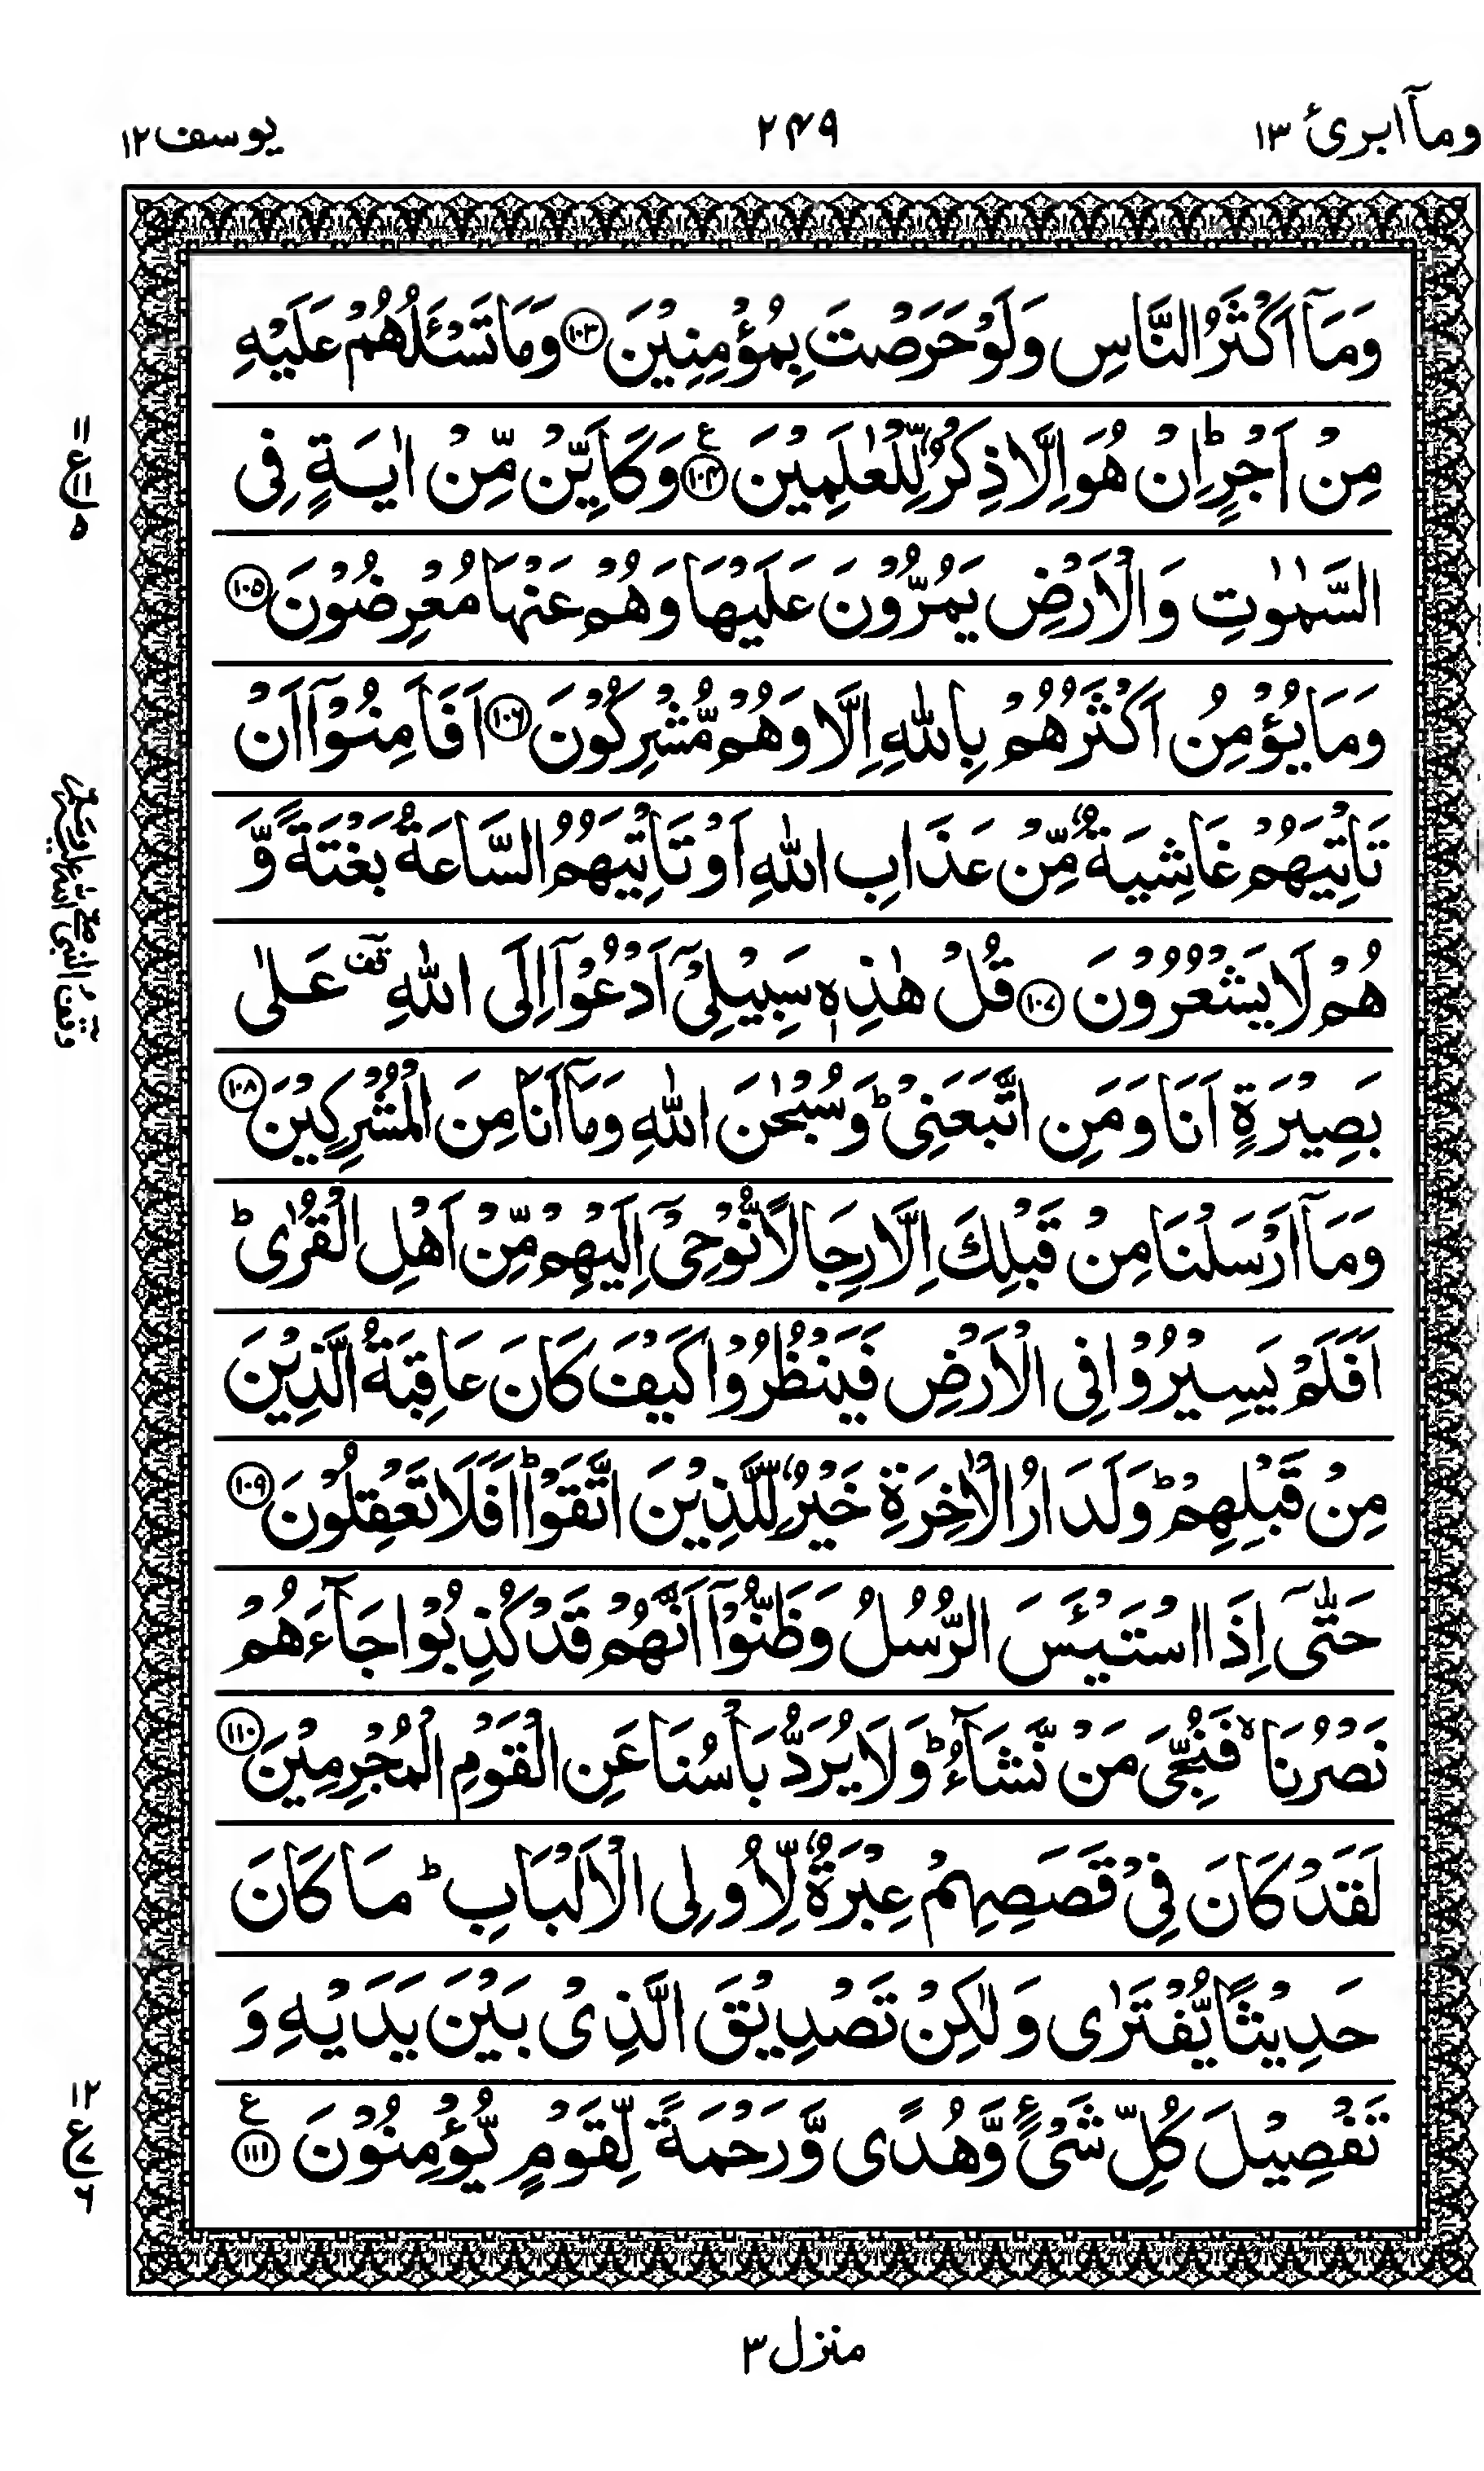 ومآ ابرئ ١٣
٢٤٩
يوسف ١٢
وَمَآ اَكْثَرُ النَّاسِ وَلَوْ حَرَصْتَ بِمُؤْمِنِيْنَ ﴿١٠٣﴾ وَمَا تَسْـَٔلُهُمْ عَلَيْهِ
مِنْ اَجْرٍ ؕ اِنْ هُوَ اِلَّا ذِكْرٌ لِّلْعٰلَمِيْنَ ﴿١٠٤﴾ ع وَكَاَيِّنْ مِّنْ اٰيَةٍ فِى
السَّمٰوٰتِ وَالْاَرْضِ يَمُرُّوْنَ عَلَيْهَا وَهُمْ عَنْهَا مُعْرِضُوْنَ ﴿١٠٥﴾
وَمَا يُؤْمِنُ اَكْثَرُهُمْ بِاللّٰهِ اِلَّا وَهُمْ مُّشْرِكُوْنَ ﴿١٠٦﴾ اَفَاَمِنُوْٓا اَنْ
تَاْتِيَهُمْ غَاشِيَةٌ مِّنْ عَذَابِ اللّٰهِ اَوْ تَاْتِيَهُمُ السَّاعَةُ بَغْتَةً وَّ
هُمْ لَا يَشْعُرُوْنَ ﴿١٠٧﴾ قُلْ هٰذِهٖ سَبِيْلِىْٓ اَدْعُوْٓا اِلَى اللّٰهِ قف عَلٰى
بَصِيْرَةٍ اَنَا وَمَنِ اتَّبَعَنِىْ ؕ وَسُبْحٰنَ اللّٰهِ وَمَآ اَنَا مِنَ الْمُشْرِكِيْنَ ﴿١٠٨﴾
وَمَآ اَرْسَلْنَا مِنْ قَبْلِكَ اِلَّا رِجَالًا نُّوْحِىْٓ اِلَيْهِمْ مِّنْ اَهْلِ الْقُرٰى ؕ
اَفَلَمْ يَسِيْرُوْا فِى الْاَرْضِ فَيَنْظُرُوْا كَيْفَ كَانَ عَاقِبَةُ الَّذِيْنَ
مِنْ قَبْلِهِمْ ؕ وَلَدَارُ الْاٰخِرَةِ خَيْرٌ لِّلَّذِيْنَ اتَّقَوْا ؕ اَفَلَا تَعْقِلُوْنَ ﴿١٠٩﴾
حَتّٰٓى اِذَا اسْتَيْـَٔسَ الرُّسُلُ وَظَنُّوْٓا اَنَّهُمْ قَدْ كُذِبُوْا جَآءَهُمْ
نَصْرُنَا ۙ فَنُجِّىَ مَنْ نَّشَآءُ ؕ وَلَا يُرَدُّ بَاْسُنَا عَنِ الْقَوْمِ الْمُجْرِمِيْنَ ﴿١١٠﴾
لَقَدْ كَانَ فِىْ قَصَصِهِمْ عِبْرَةٌ لِّاُولِى الْاَلْبَابِ ؕ مَا كَانَ
حَدِيْثًا يُّفْتَرٰى وَلٰكِنْ تَصْدِيْقَ الَّذِىْ بَيْنَ يَدَيْهِ وَ
تَفْصِيْلَ كُلِّ شَىْءٍ وَّهُدًى وَّرَحْمَةً لِّقَوْمٍ يُّؤْمِنُوْنَ ﴿١١١﴾ ع
منزل ٣